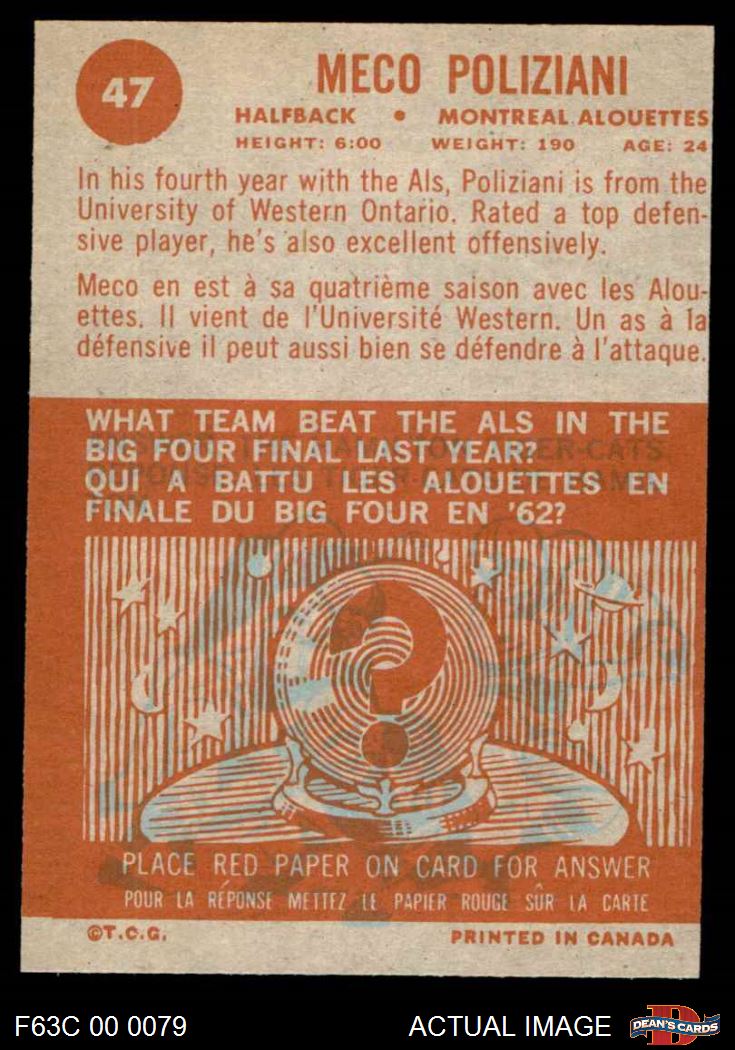 47
MECO POLIZIANI
HALFBACK • MONTREAL ALOUETTES
HEIGHT: 6:00 WEIGHT: 190 AGE: 24
In his fourth year with the Als, Poliziani is from the
University of Western Ontario. Rated a top defen-
sive player, he's also excellent offensively.
Meco en est à sa quatrième saison avec les Alou-
ettes. Il vient de l'Université Western. Un as à la
défensive il peut aussi bien se défendre à l'attaque.
WHAT TEAM BEAT THE ALS IN THE
BIG FOUR FINAL LAST YEAR?
QUI A BATTU LES ALOUETTES EN
FINALE DU BIG FOUR EN '62?
?
PLACE RED PAPER ON CARD FOR ANSWER
POUR LA RÉPONSE METTEZ LE PAPIER ROUGE SÛR LA CARTE
©T.C.G. PRINTED IN CANADA
F63C 00 0079 ACTUAL IMAGE DEAN'S CARDS